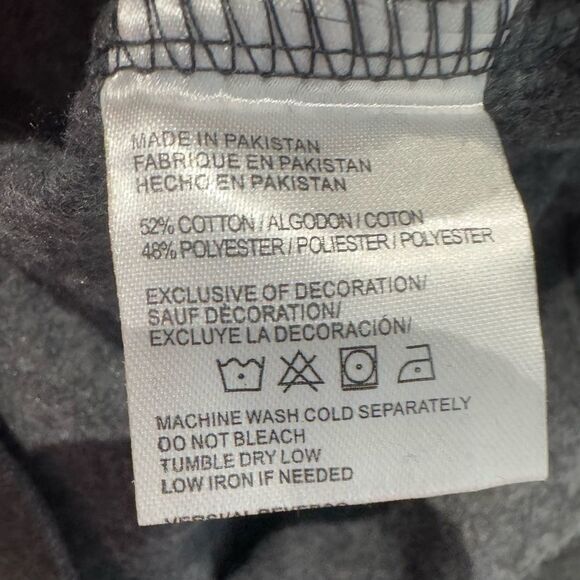 MADE IN PAKISTAN
FABRIQUE EN PAKISTAN
HECHO EN PAKISTAN
52% COTTON / ALGODON / COTON
48% POLYESTER / POLIESTER / POLYESTER
EXCLUSIVE OF DECORATION/
SAUF DÉCORATION/
EXCLUYE LA DECORACIÓN/
MACHINE WASH COLD SEPARATELY
DO NOT BLEACH
TUMBLE DRY LOW
LOW IRON IF NEEDED